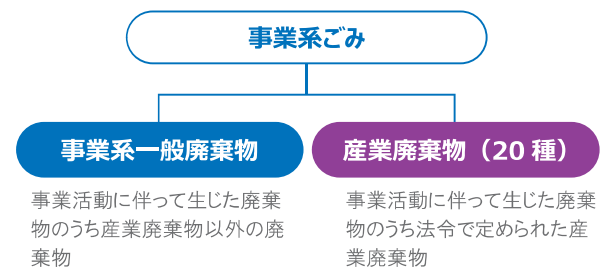 事業系ごみ
事業系一般廃棄物
事業活動に伴って生じた廃棄
物のうち産業廃棄物以外の廃
棄物
産業廃棄物（20 種）
事業活動に伴って生じた廃棄
物のうち法令で定められた産
業廃棄物